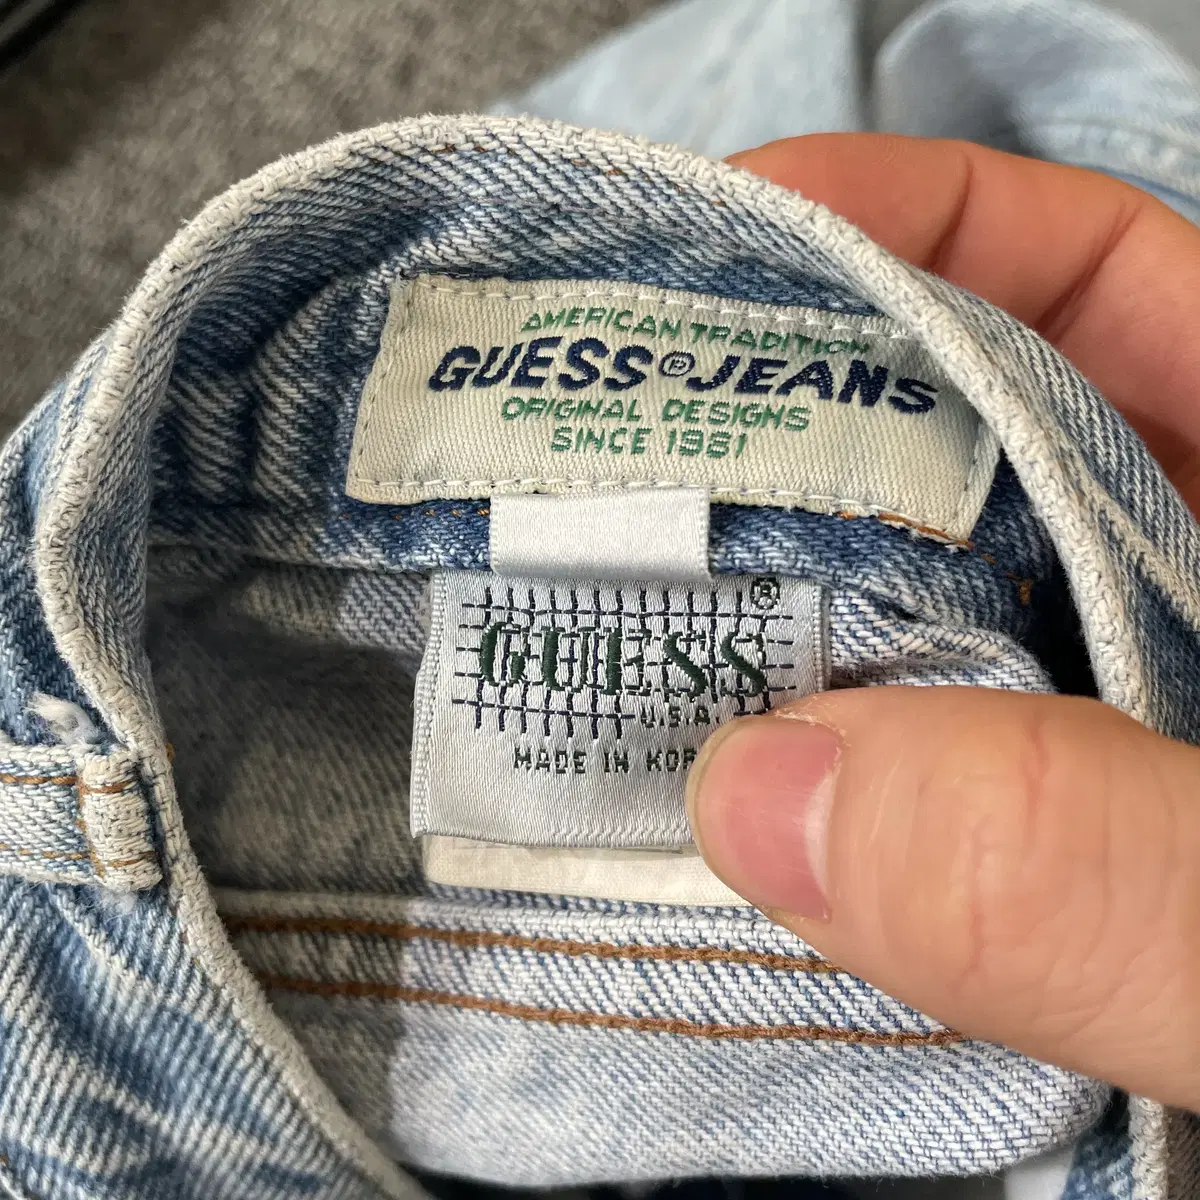 AMERICAN TRADITION
GUESS® JEANS
ORIGINAL DESIGNS
SINCE 1981
GUESS ®
U.S.A.
MADE IN KOR